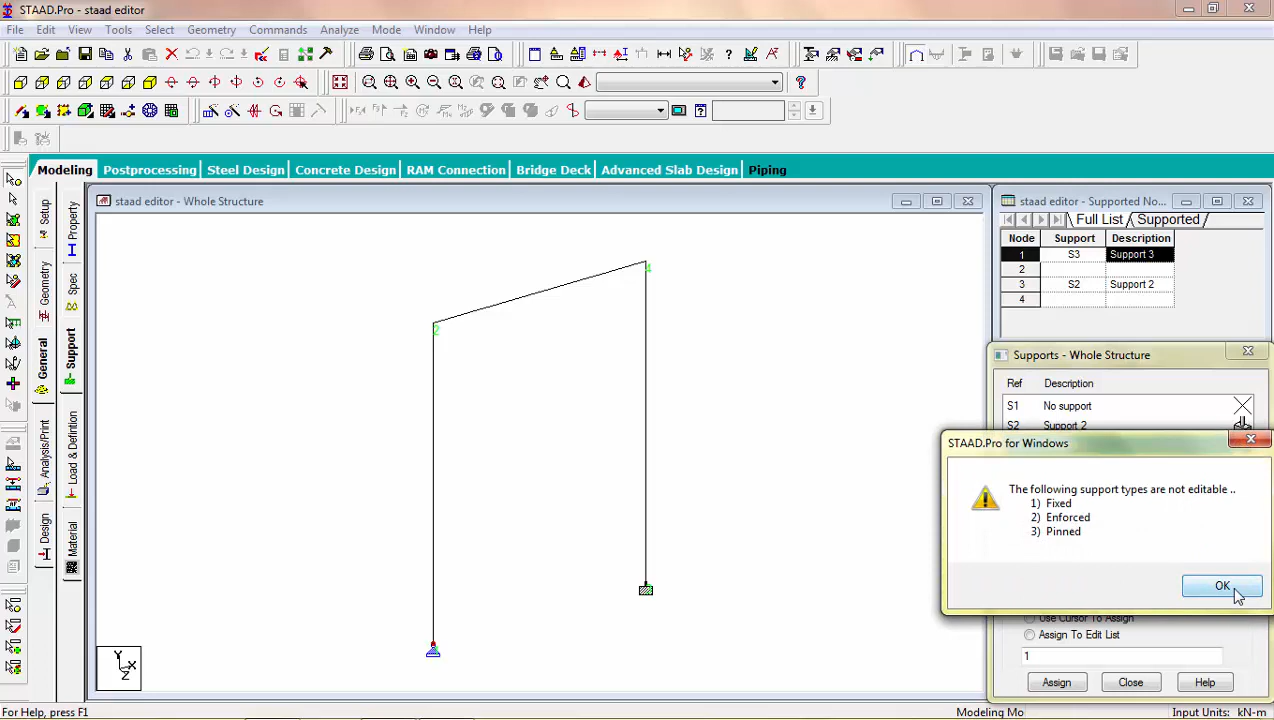 STAAD.Pro - staad editor
File Edit View Tools Select Geometry Commands Analyze Mode Window Help
Modeling Postprocessing Steel Design Concrete Design RAM Connection Bridge Deck Advanced Slab Design Piping
Setup
Geometry
General
Analysis/Print
Design
Property
Spec
Support
Load & Definition
Material
staad editor - Whole Structure
4
2
Y
X
Z
staad editor - Supported No...
Full List Supported
Node Support Description
1 S3 Support 3
2
3 S2 Support 2
4
Supports - Whole Structure
Ref Description
S1 No support
S2 Support 2
STAAD.Pro for Windows
The following support types are not editable ..
1) Fixed
2) Enforced
3) Pinned
OK
Use Cursor To Assign
Assign To Edit List
1
Assign Close Help
For Help, press F1
Modeling Mo
Input Units: kN-m